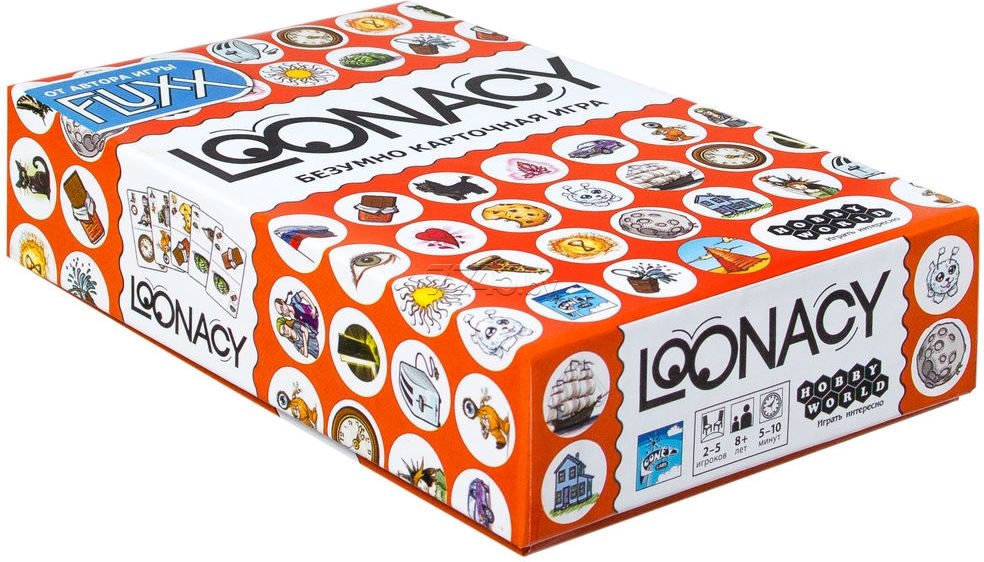 ОТ АВТОРА ИГРЫ
FLUXX
LOONACY
БЕЗУМНО КАРТОЧНАЯ ИГРА
HOBBY
WORLD
Играть интересно
LOONACY
LOONACY
HOBBY
WORLD
Играть интересно
2–5
игроков
8+
лет
5–10
минут